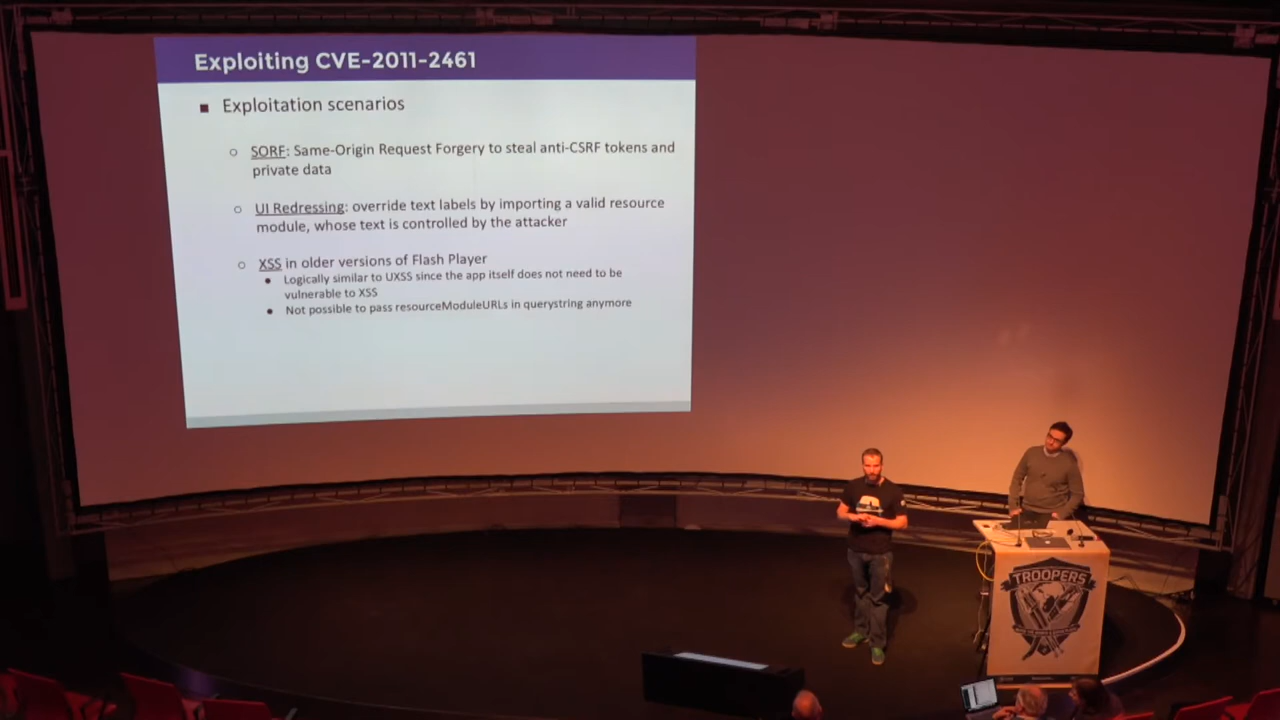 Exploiting CVE-2011-2461
■ Exploitation scenarios
○ SORF: Same-Origin Request Forgery to steal anti-CSRF tokens and
private data
○ UI Redressing: override text labels by importing a valid resource
module, whose text is controlled by the attacker
○ XSS in older versions of Flash Player
● Logically similar to UXSS since the app itself does not need to be
vulnerable to XSS
● Not possible to pass resourceModuleURLs in querystring anymore
TROOPERS